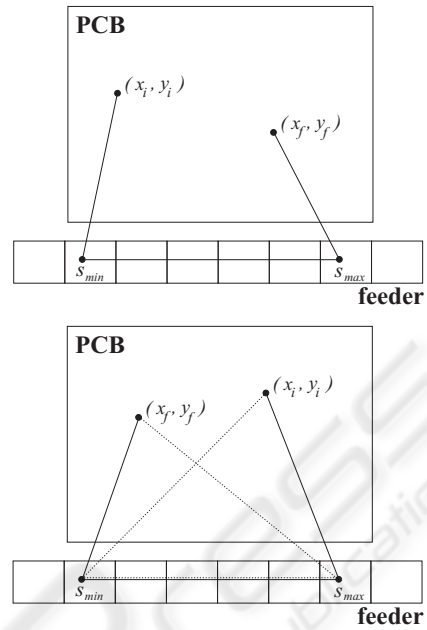 PCB
( x_i , y_i )
( x_f , y_f )
s_min s_max
feeder
PCB
( x_i , y_i )
( x_f , y_f )
s_min s_max
feeder